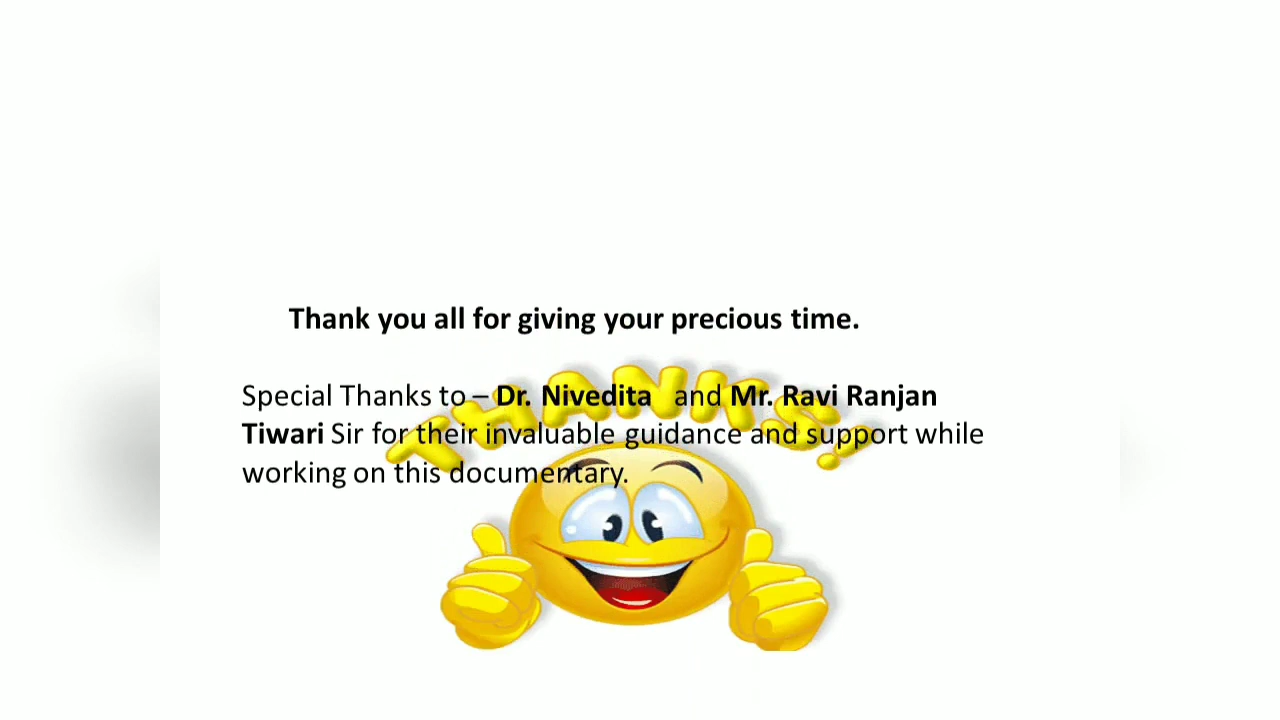 Thank you all for giving your precious time.
THANKS!
Special Thanks to – Dr. Nivedita and Mr. Ravi Ranjan
Tiwari Sir for their invaluable guidance and support while
working on this documentary.